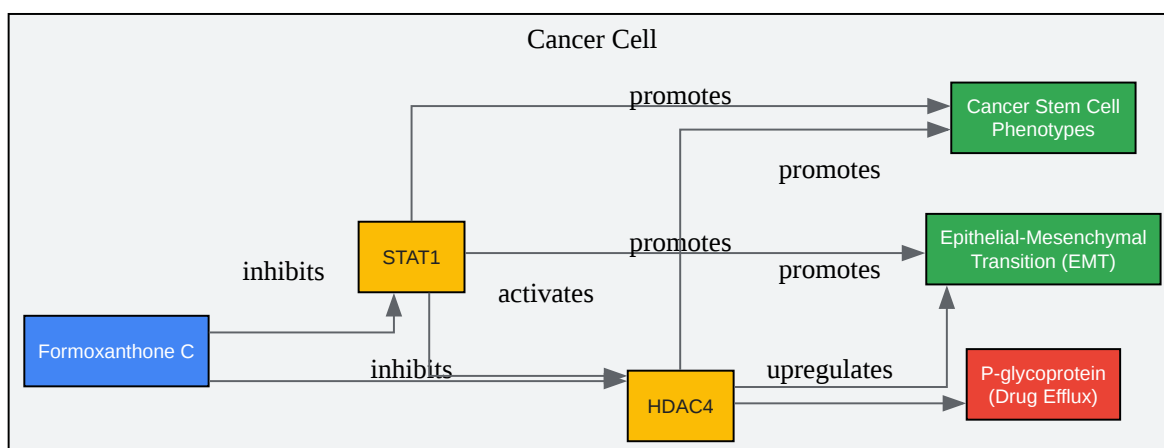 Cancer Cell
promotes
Cancer Stem Cell
Phenotypes
promotes
STAT1
promotes
Epithelial-Mesenchymal
Transition (EMT)
inhibits
promotes
activates
Formoxanthone C
inhibits
upregulates
P-glycoprotein
(Drug Efflux)
HDAC4